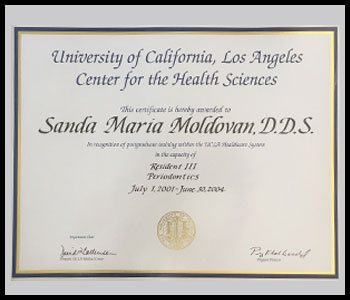 University of California, Los Angeles
Center for the Health Sciences
This certificate is hereby awarded to
Sanda Maria Moldovan, D.D.S.
In recognition of postgraduate training within the UCLA Healthcare System
in the capacity of
Resident III
Periodontics
July 1, 2001–June 30, 2004